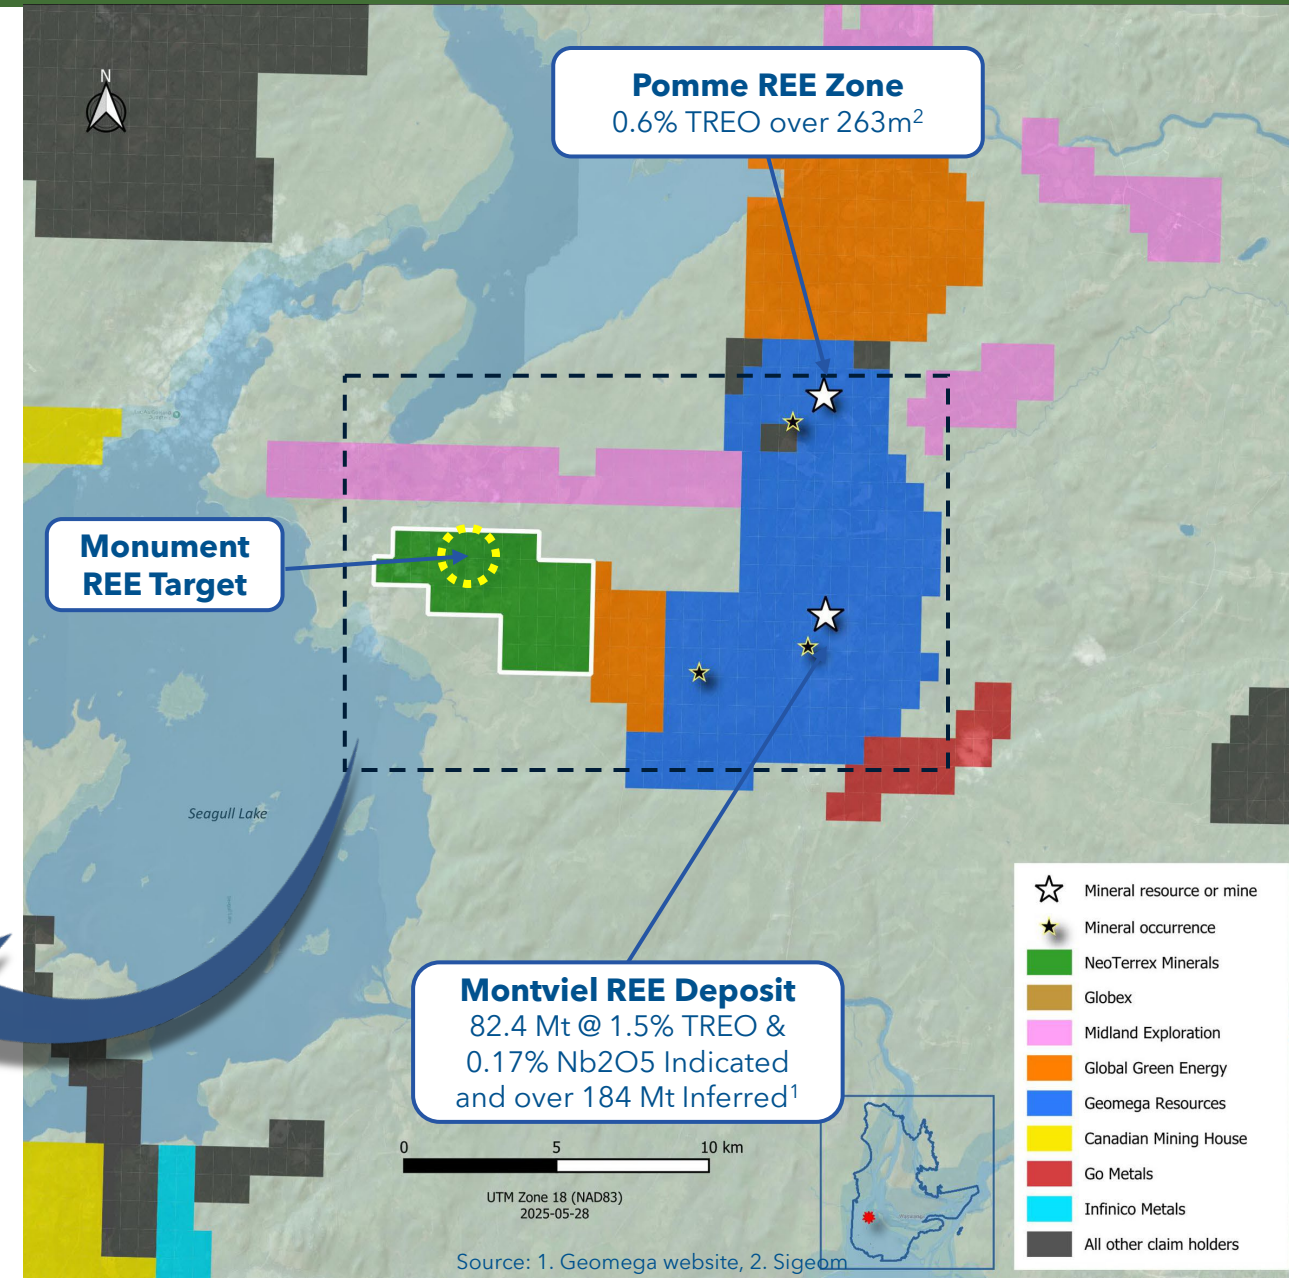 N
Pomme REE Zone
0.6% TREO over 263m2
Monument
REE Target
Seagull Lake
Montviel REE Deposit
82.4 Mt @ 1.5% TREO &
0.17% Nb2O5 Indicated
and over 184 Mt Inferred1
0 5 10 km
UTM Zone 18 (NAD83)
2025-05-28
Source: 1. Geomega website, 2. Sigeom
Mineral resource or mine
Mineral occurrence
NeoTerrex Minerals
Globex
Midland Exploration
Global Green Energy
Geomega Resources
Canadian Mining House
Go Metals
Infinico Metals
All other claim holders